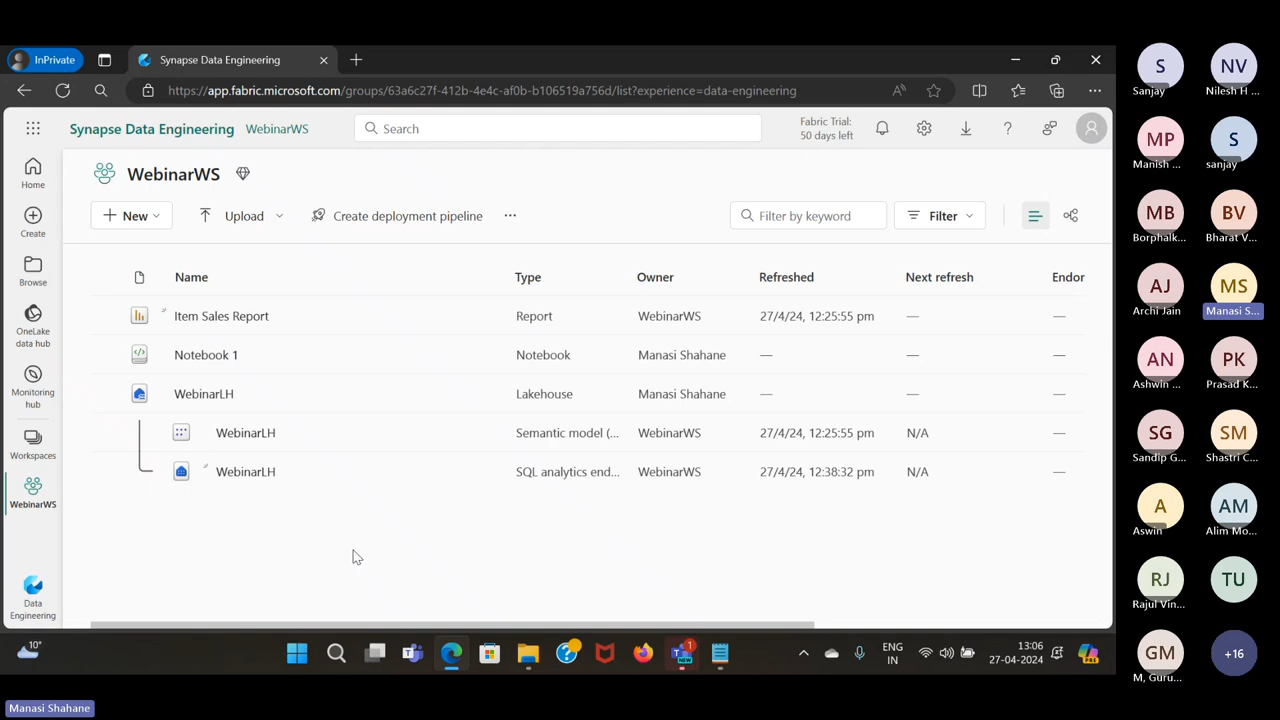 InPrivate
Synapse Data Engineering
https://app.fabric.microsoft.com/groups/63a6c27f-412b-4e4c-af0b-b106519a756d/list?experience=data-engineering
Synapse Data Engineering WebinarWS
Search
Fabric Trial:
50 days left
Home
Create
Browse
OneLake
data hub
Monitoring
hub
Workspaces
WebinarWS
Data
Engineering
WebinarWS
New
Upload
Create deployment pipeline
Filter by keyword
Filter
Name Type Owner Refreshed Next refresh Endor
Item Sales Report Report WebinarWS 27/4/24, 12:25:55 pm — —
Notebook 1 Notebook Manasi Shahane — — —
WebinarLH Lakehouse Manasi Shahane — — —
WebinarLH Semantic model (... WebinarWS 27/4/24, 12:25:55 pm N/A —
WebinarLH SQL analytics end... WebinarWS 27/4/24, 12:38:32 pm N/A —
10°
1
NEW
ENG
IN
13:06
27-04-2024
PRE
Manasi Shahane
S NV
Sanjay Nilesh H ...
MP S
Manish ... sanjay
MB BV
Borphalk... Bharat V...
AJ MS
Archi Jain Manasi S...
AN PK
Ashwin ... Prasad K...
SG SM
Sandip G... Shastri C...
A AM
Aswin Alim Mo...
RJ TU
Rajul Vin...
GM +16
M, Guru...